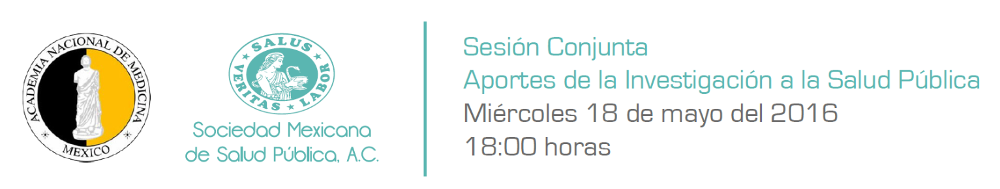 ACADEMIA NACIONAL DE MEDICINA
MEXICO
SALUS
VERITAS
LABOR
Sociedad Mexicana
de Salud Pública, A.C.
Sesión Conjunta
Aportes de la Investigación a la Salud Pública
Miércoles 18 de mayo del 2016
18:00 horas